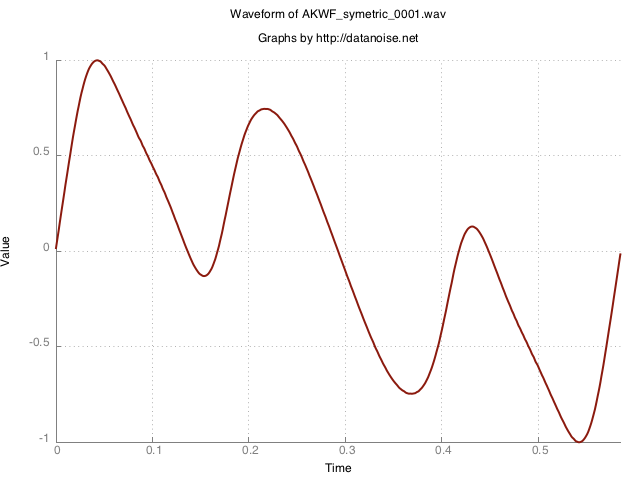 Waveform of AKWF_symetric_0001.wav
Graphs by http://datanoise.net
1
0.5
0
-0.5
-1
Value
0 0.1 0.2 0.3 0.4 0.5
Time